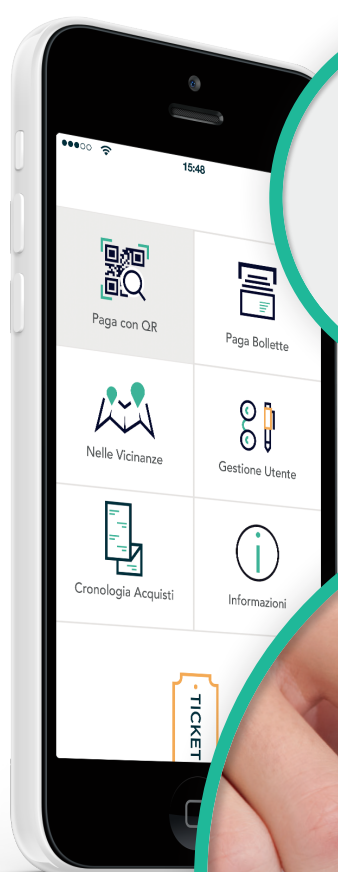 15:48
Paga con QR
Paga Bollette
Nelle Vicinanze
Gestione Utente
Cronologia Acquisti
Informazioni
TICKET